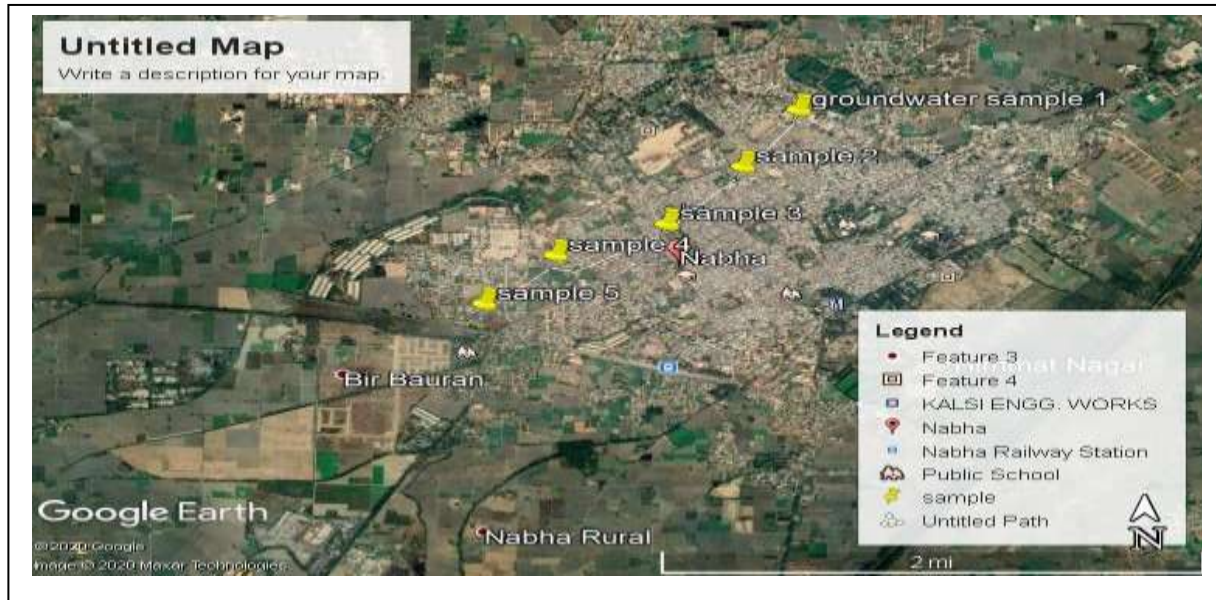 Untitled Map
Write a description for your map.
groundwater sample 1
sample 2
sample 3
sample 4
Nabha
sample 5
Bir Bauran
Legend
Feature 3
Feature 4
KALSI ENGG. WORKS
Nabha
Nabha Railway Station
Public School
sample
Untitled Path
N
Google Earth
Nabha Rural
© 2020 Google
Image © 2020 Maxar Technologies
2 mi